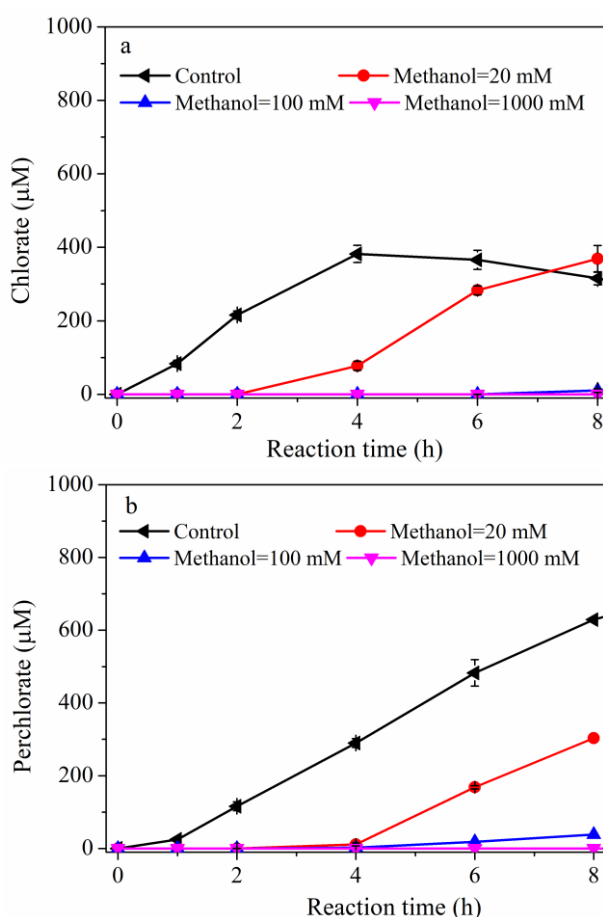 1000
a
Control
Methanol=20 mM
Methanol=100 mM
Methanol=1000 mM
800
600
400
200
0
Chlorate (µM)
0 2 4 6 8
Reaction time (h)
1000
b
Control
Methanol=20 mM
Methanol=100 mM
Methanol=1000 mM
800
600
400
200
0
Perchlorate (µM)
0 2 4 6 8
Reaction time (h)